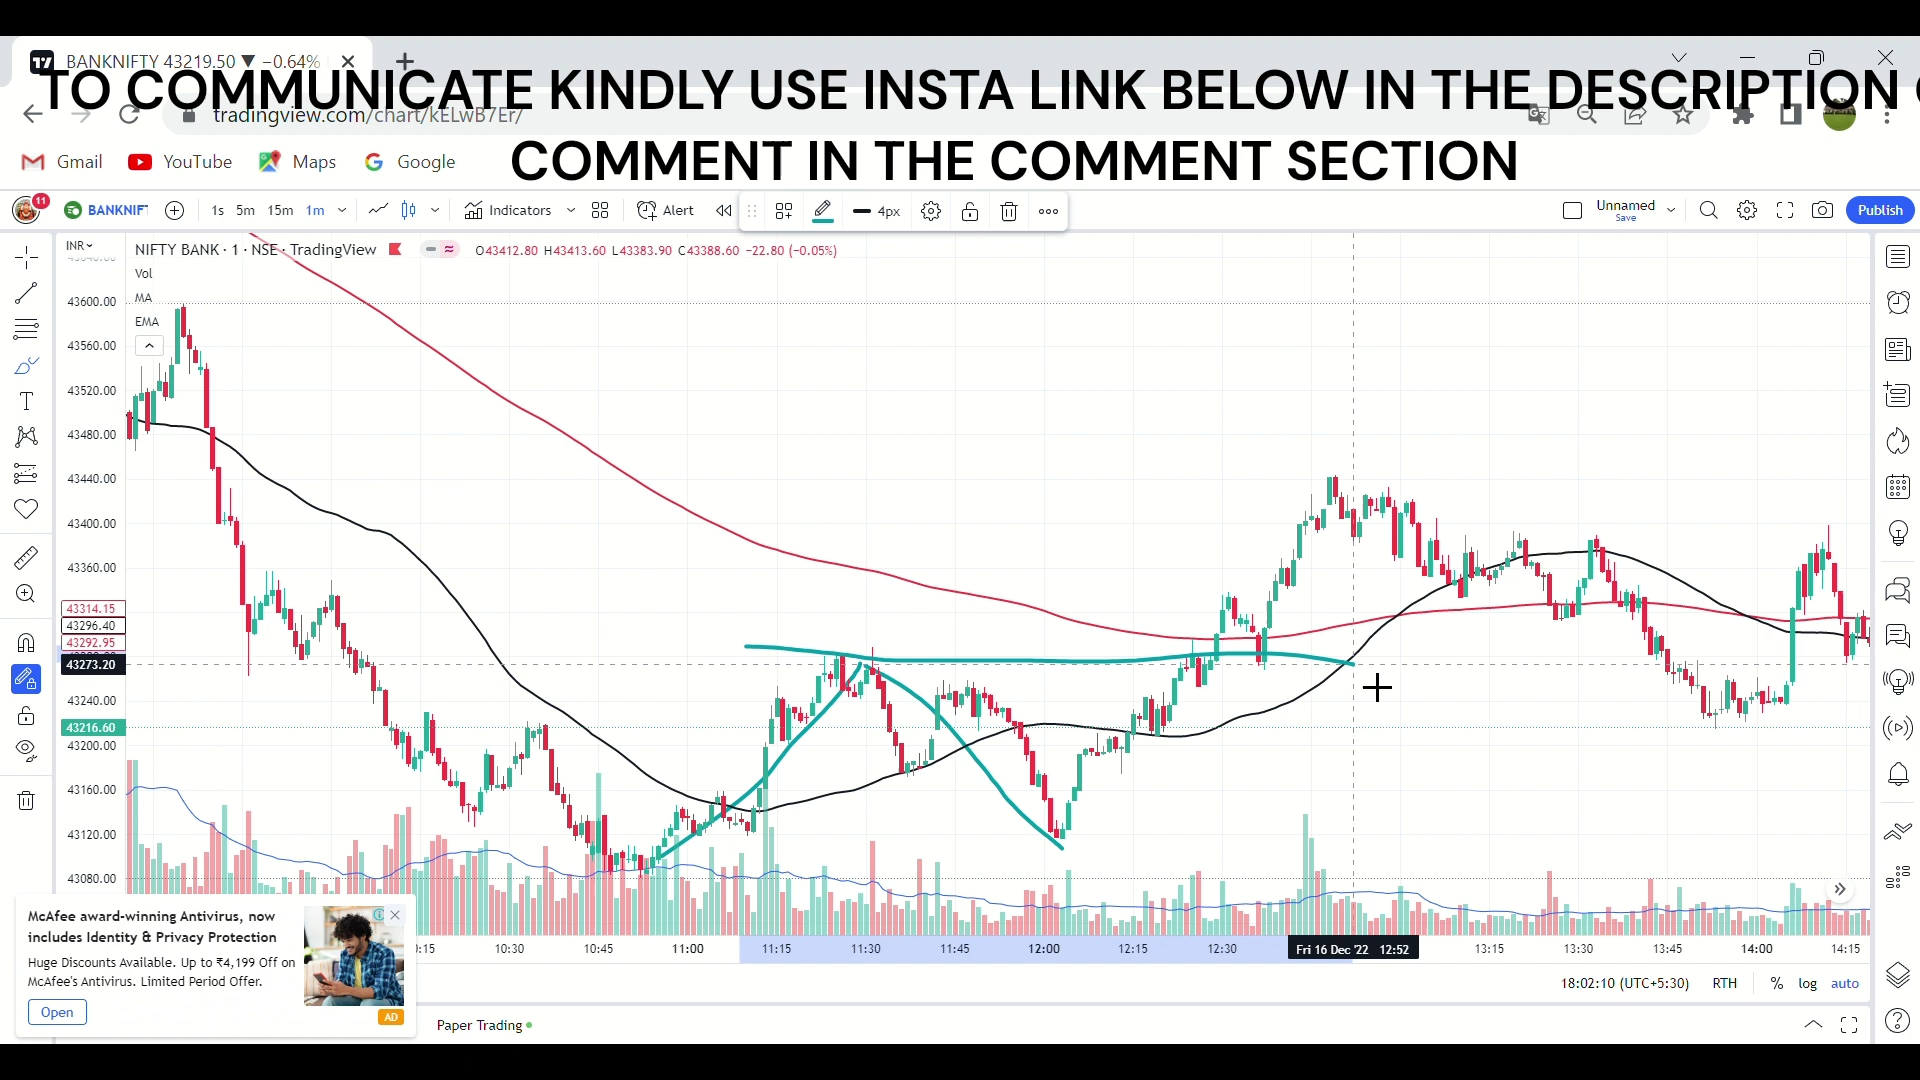 BANKNIFTY 43219.50 ▼ −0.64%
TO COMMUNICATE KINDLY USE INSTA LINK BELOW IN THE DESCRIPTION
COMMENT IN THE COMMENT SECTION
tradingview.com/chart/kELwB7Er/
Gmail YouTube Maps Google
11
BANKNIF 1s 5m 15m 1m Indicators Alert 4px Unnamed Save Publish
INR
NIFTY BANK · 1 · NSE · TradingView O43412.80 H43413.60 L43383.90 C43388.60 −22.80 (−0.05%)
Vol
MA
EMA
43600.00
43560.00
43520.00
43480.00
43440.00
43400.00
43360.00
43314.15
43296.40
43292.95
43273.20
43240.00
43216.60
43200.00
43160.00
43120.00
43080.00
:15 10:30 10:45 11:00 11:15 11:30 11:45 12:00 12:15 12:30 Fri 16 Dec '22 12:52 13:15 13:30 13:45 14:00 14:15
McAfee award-winning Antivirus, now
includes Identity & Privacy Protection
Huge Discounts Available. Up to ₹4,199 Off on
McAfee's Antivirus. Limited Period Offer.
Open
AD
18:02:10 (UTC+5:30) RTH % log auto
Paper Trading